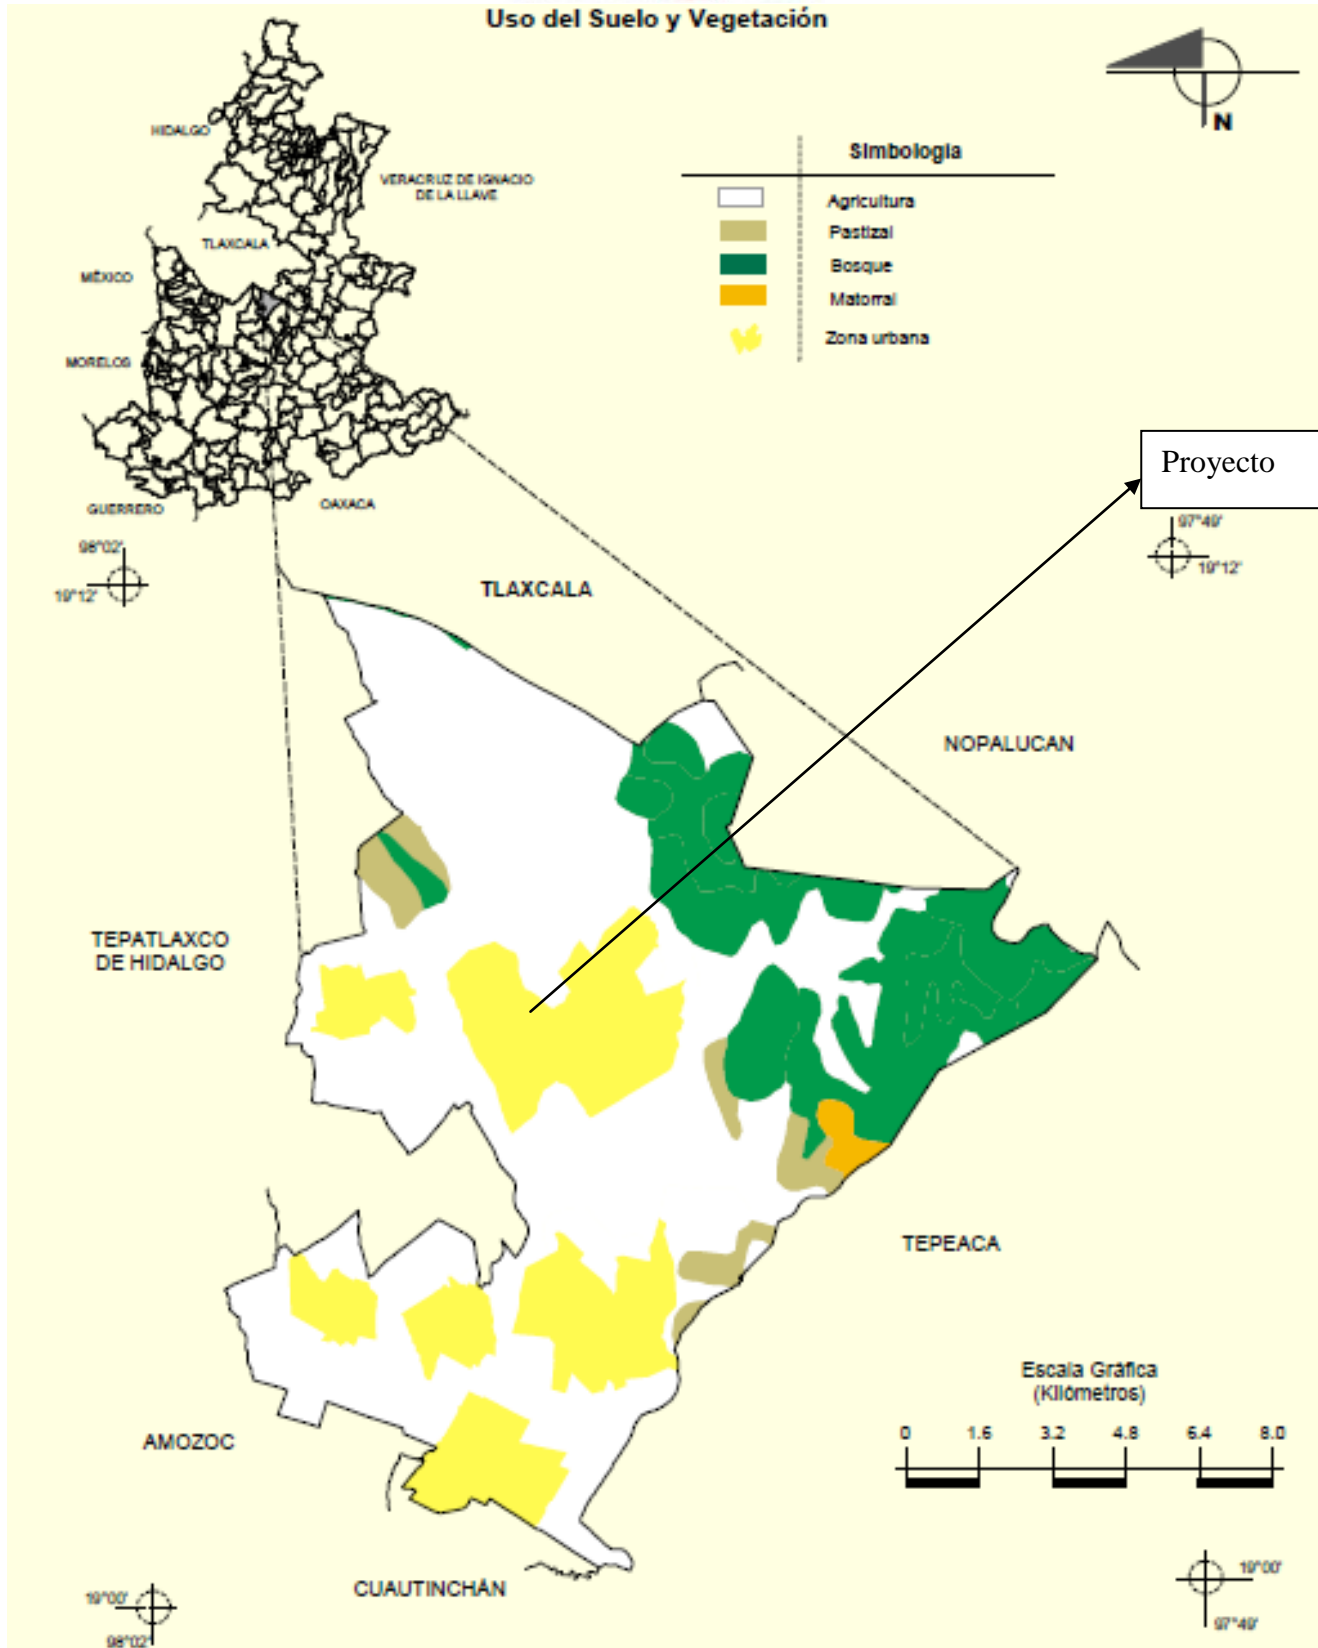 Uso del Suelo y Vegetación
N
HIDALGO
VERACRUZ DE IGNACIO
DE LA LLAVE
TLAXCALA
MÉXICO
MORELOS
GUERRERO
OAXACA
Simbología
Agricultura
Pastizal
Bosque
Matorral
Zona urbana
Proyecto
98°02'
19°12'
97°49'
19°12'
TLAXCALA
NOPALUCAN
TEPATLAXCO
DE HIDALGO
TEPEACA
AMOZOC
CUAUTINCHÁN
Escala Gráfica
(Kilómetros)
0 1.6 3.2 4.8 6.4 8.0
19°00'
98°02'
19°00'
97°49'